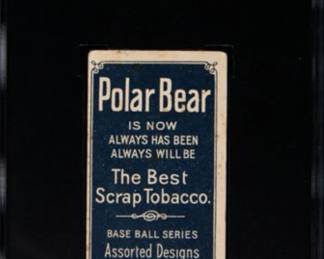 Polar Bear
IS NOW
ALWAYS HAS BEEN
ALWAYS WILL BE
The Best
Scrap Tobacco.
BASE BALL SERIES
Assorted Designs